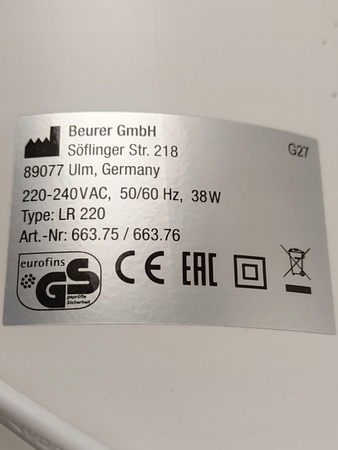 Beurer GmbH
Söflinger Str. 218
G27
89077 Ulm, Germany
220-240VAC, 50/60 Hz, 38W
Type: LR 220
Art.-Nr: 663.75 / 663.76
eurofins
GS
geprüfte
Sicherheit
CE
EAC